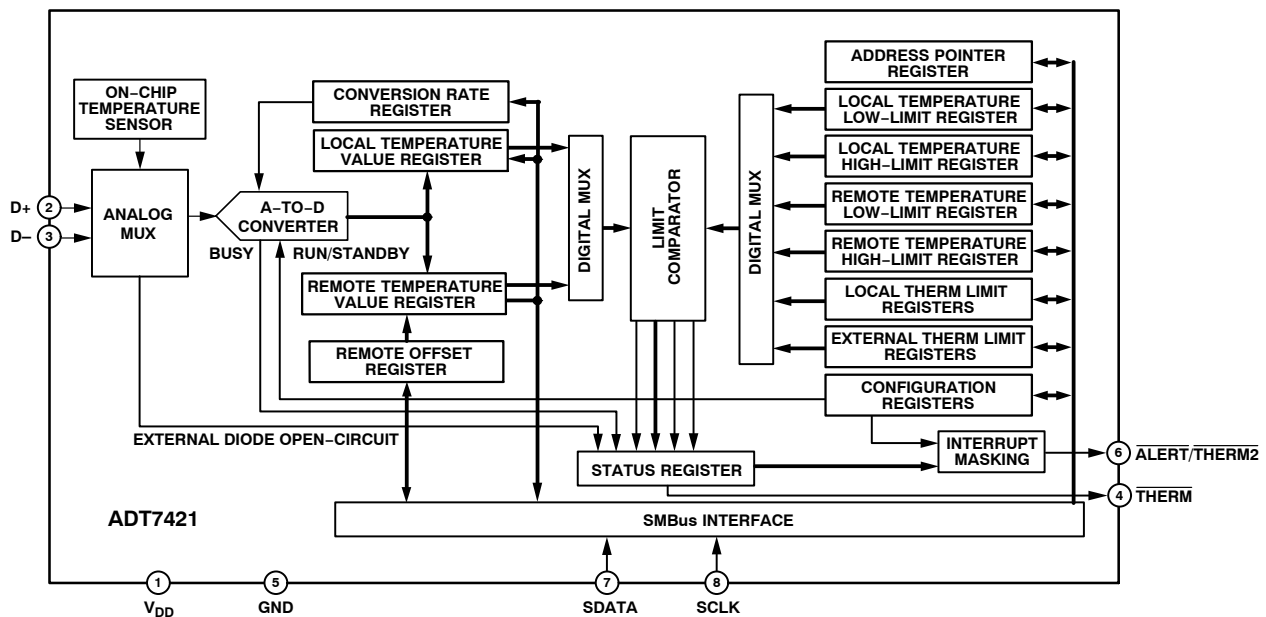 ADDRESS POINTER
REGISTER
ON-CHIP
TEMPERATURE
SENSOR
CONVERSION RATE
REGISTER
LOCAL TEMPERATURE
LOW-LIMIT REGISTER
LOCAL TEMPERATURE
VALUE REGISTER
LOCAL TEMPERATURE
HIGH-LIMIT REGISTER
D+
2
D–
3
ANALOG
MUX
A-TO-D
CONVERTER
BUSY
RUN/STANDBY
DIGITAL MUX
LIMIT
COMPARATOR
DIGITAL MUX
REMOTE TEMPERATURE
LOW-LIMIT REGISTER
REMOTE TEMPERATURE
HIGH-LIMIT REGISTER
REMOTE TEMPERATURE
VALUE REGISTER
LOCAL THERM LIMIT
REGISTERS
REMOTE OFFSET
REGISTER
EXTERNAL THERM LIMIT
REGISTERS
CONFIGURATION
REGISTERS
EXTERNAL DIODE OPEN-CIRCUIT
INTERRUPT
MASKING
6
ALERT/THERM2
STATUS REGISTER
4
THERM
ADT7421
SMBus INTERFACE
1
5
7
8
VDD
GND
SDATA
SCLK